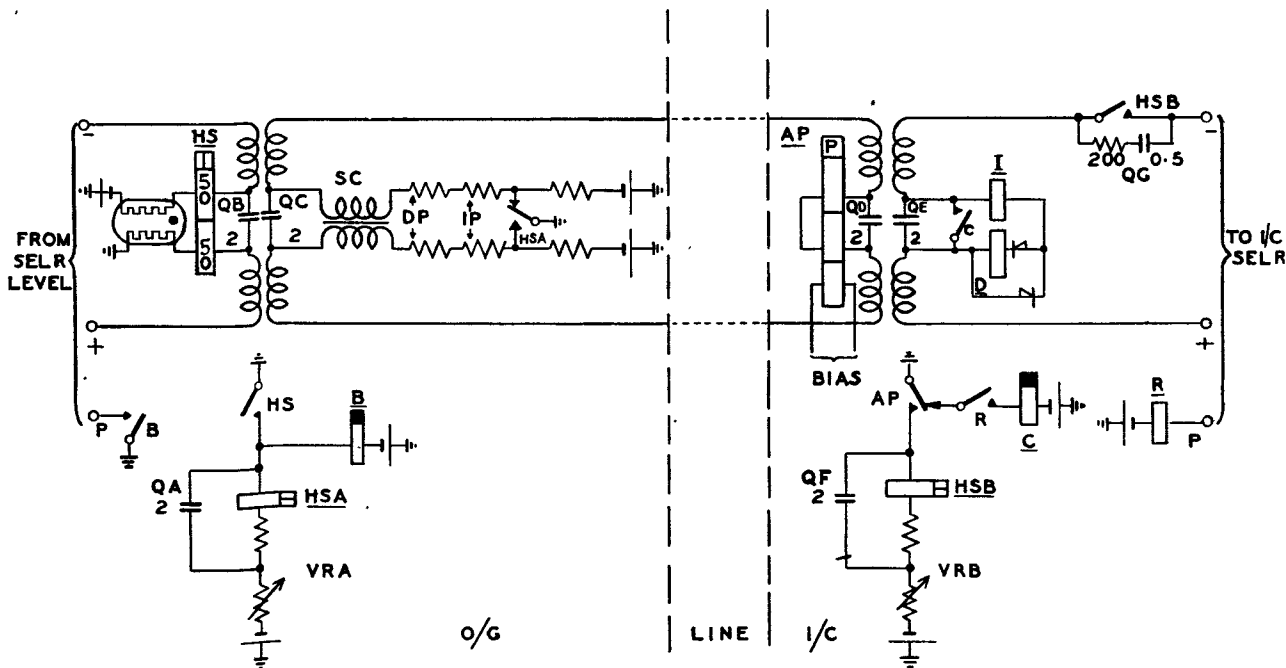 HSB
-
-
HS
AP
SC
P
I
200
0.5
QG
50
QB
QC
QD
QE
DP
IP
C
FROM
SELR
LEVEL
50
2
2
HSA
2
2
D
TO I/C
SELR
+
+
BIAS
HS
B
AP
R
C
R
P
B
P
QA
2
HSA
QF
2
HSB
VRA
VRB
O/G
LINE
I/C